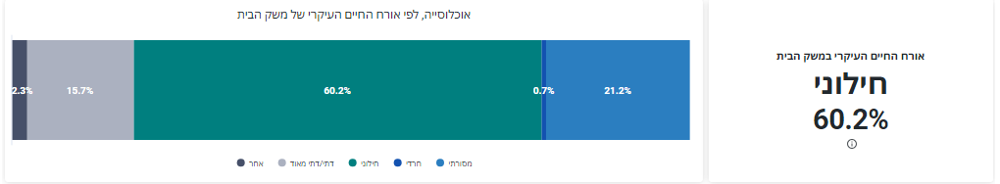 אוכלוסייה, לפי אורח החיים העיקרי של משק הבית
2.3% 15.7% 60.2% 0.7% 21.2%
מסורתי חרדי חילוני דתי/דתי מאוד אחר
אורח החיים העיקרי במשק הבית
חילוני
60.2%